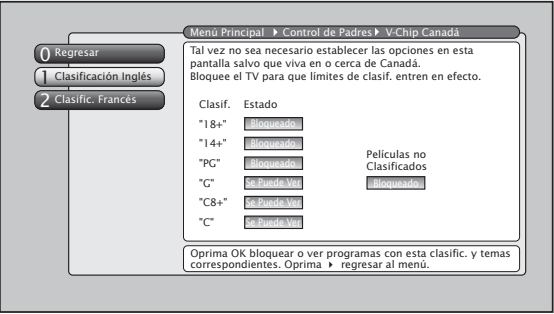 Menú Principal ▸ Control de Padres ▸ V-Chip Canadá
0 Regresar
1 Clasificación Inglés
2 Clasific. Francés
Tal vez no sea necesario establecer las opciones en esta
pantalla salvo que viva en o cerca de Canadá.
Bloquee el TV para que límites de clasif. entren en efecto.
Clasif. Estado
"18+" Bloqueado
"14+" Bloqueado
"PG" Bloqueado
"G" Se Puede Ver
"C8+" Se Puede Ver
"C" Se Puede Ver
Películas no
Clasificados
Bloqueado
Oprima OK bloquear o ver programas con esta clasific. y temas
correspondientes. Oprima ▸ regresar al menú.